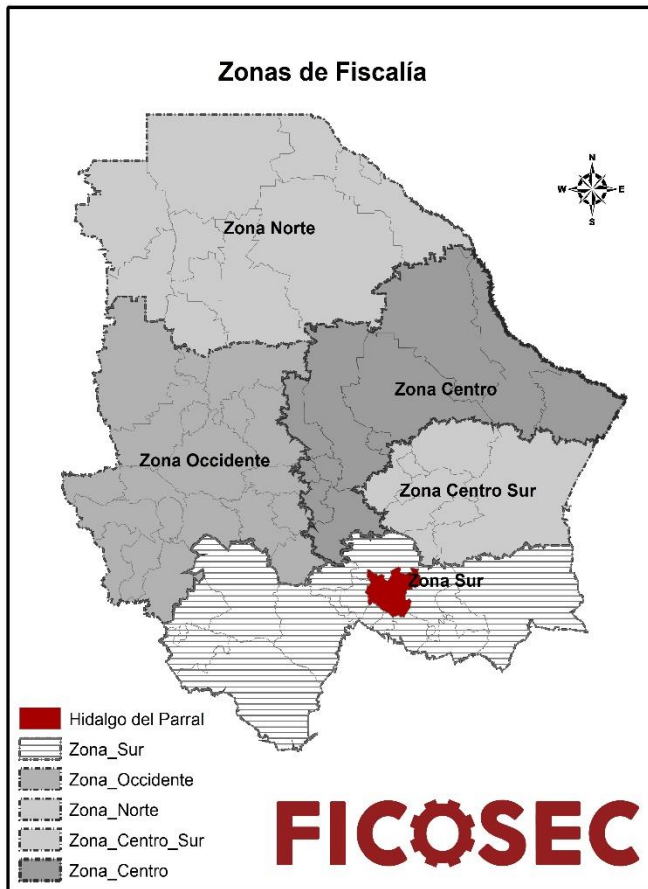 Zonas de Fiscalía
N
W E
S
Zona Norte
Zona Centro
Zona Occidente
Zona Centro Sur
Zona Sur
Hidalgo del Parral
Zona_Sur
Zona_Occidente
Zona_Norte
Zona_Centro_Sur
Zona_Centro
FICOSEC